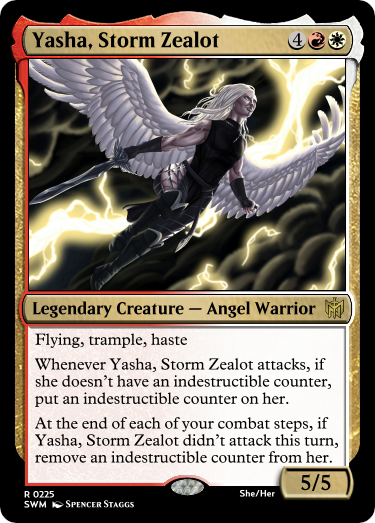 Yasha, Storm Zealot 4
Legendary Creature — Angel Warrior
Flying, trample, haste
Whenever Yasha, Storm Zealot attacks, if
she doesn't have an indestructible counter,
put an indestructible counter on her.
At the end of each of your combat steps, if
Yasha, Storm Zealot didn't attack this turn,
remove an indestructible counter from her.
5/5
R 0225
She/Her
SWM SPENCER STAGGS